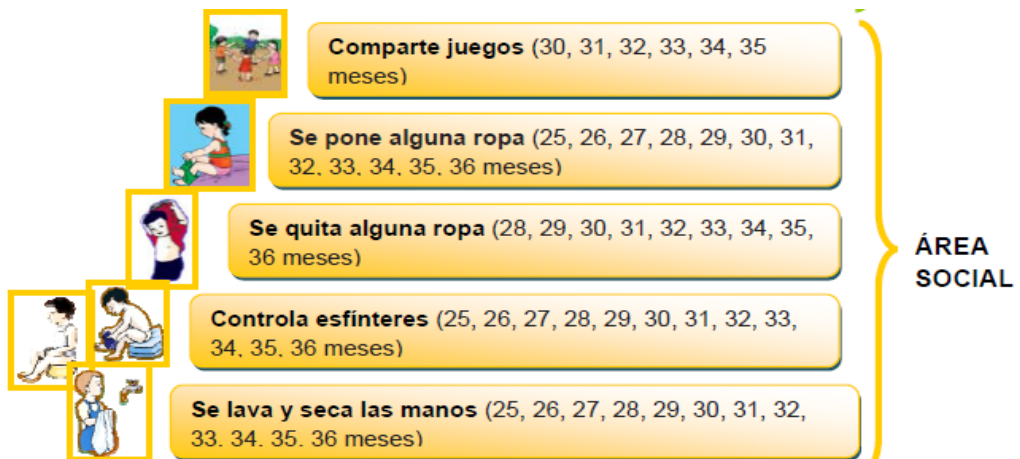 Comparte juegos (30, 31, 32, 33, 34, 35
meses)
Se pone alguna ropa (25, 26, 27, 28, 29, 30, 31,
32, 33, 34, 35, 36 meses)
Se quita alguna ropa (28, 29, 30, 31, 32, 33, 34, 35,
36 meses)
Controla esfínteres (25, 26, 27, 28, 29, 30, 31, 32, 33,
34, 35, 36 meses)
Se lava y seca las manos (25, 26, 27, 28, 29, 30, 31, 32,
33, 34, 35, 36 meses)
ÁREA
SOCIAL